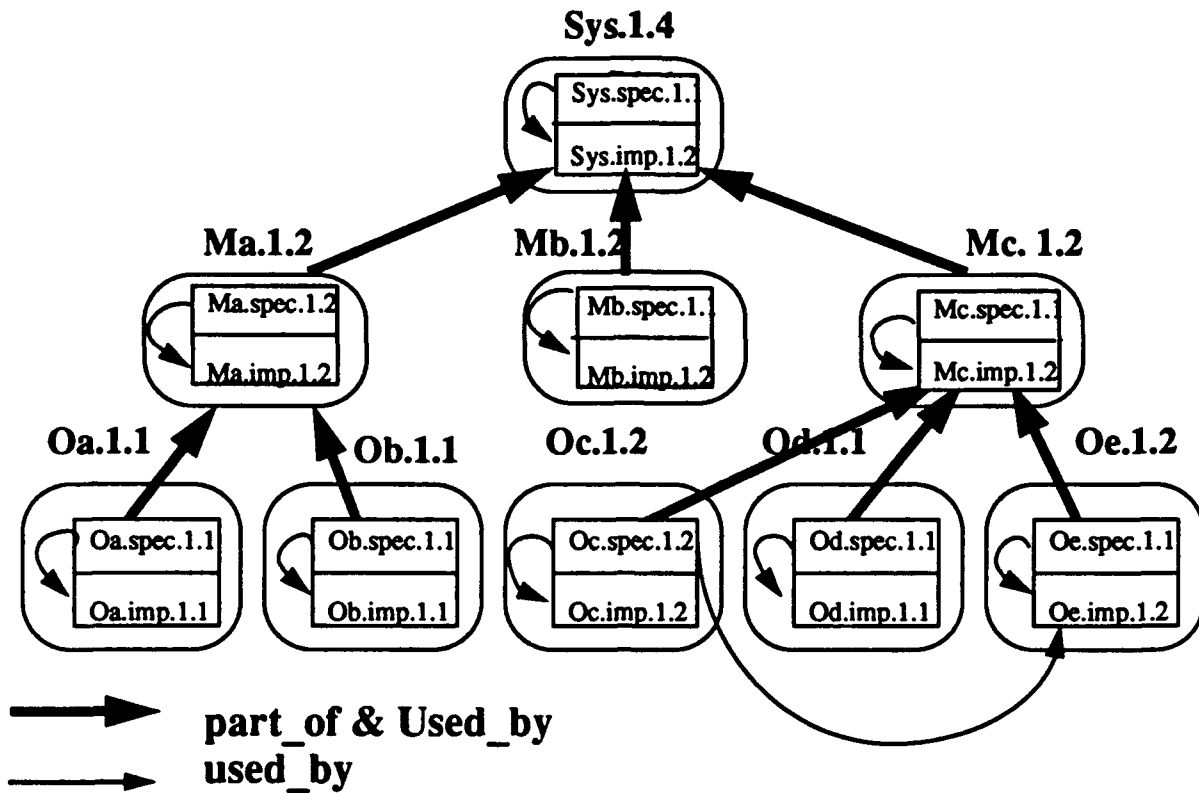 Sys.1.4
Sys.spec.1.1
Sys.imp.1.2
Ma.1.2
Mb.1.2
Mc. 1.2
Ma.spec.1.2
Ma.imp.1.2
Mb.spec.1.1
Mb.imp.1.2
Mc.spec.1.1
Mc.imp.1.2
Oa.1.1
Ob.1.1
Oc.1.2
Od.1.1
Oe.1.2
Oa.spec.1.1
Oa.imp.1.1
Ob.spec.1.1
Ob.imp.1.1
Oc.spec.1.2
Oc.imp.1.2
Od.spec.1.1
Od.imp.1.1
Oe.spec.1.1
Oe.imp.1.2
part_of & Used_by
used_by